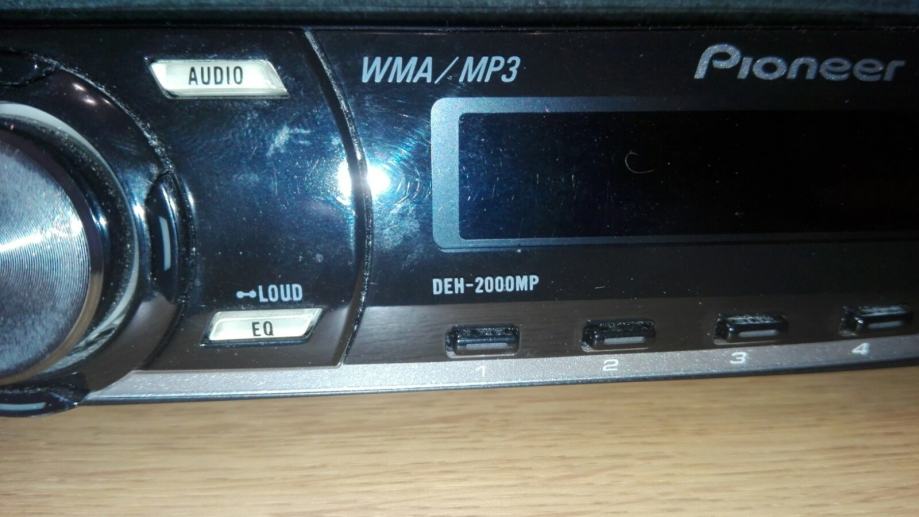 AUDIO
WMA/MP3
PIONEER
LOUD
DEH-2000MP
EQ
1 2 3 4